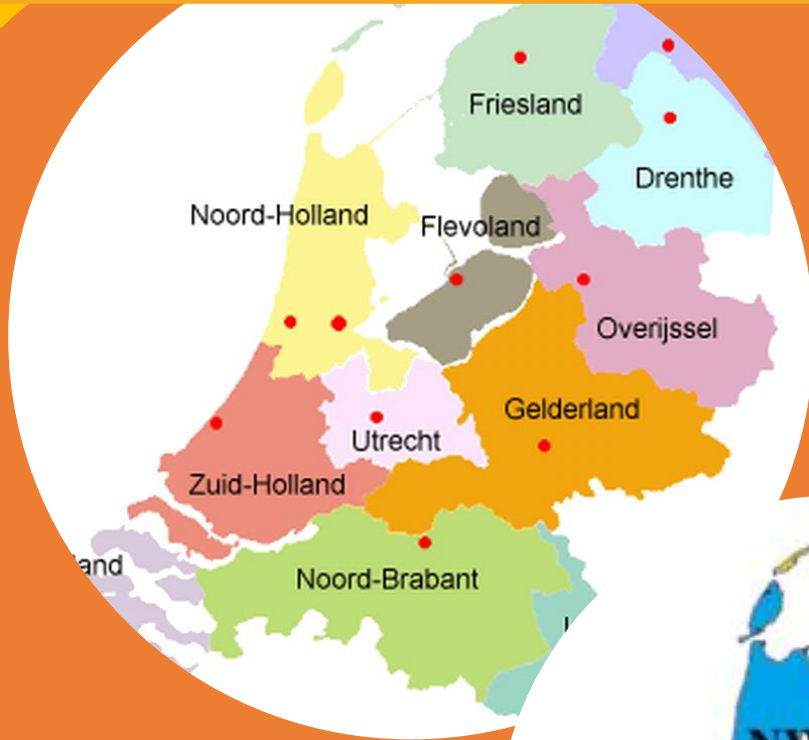 Friesland
Drenthe
Noord-Holland
Flevoland
Overijssel
Gelderland
Utrecht
Zuid-Holland
Noord-Brabant